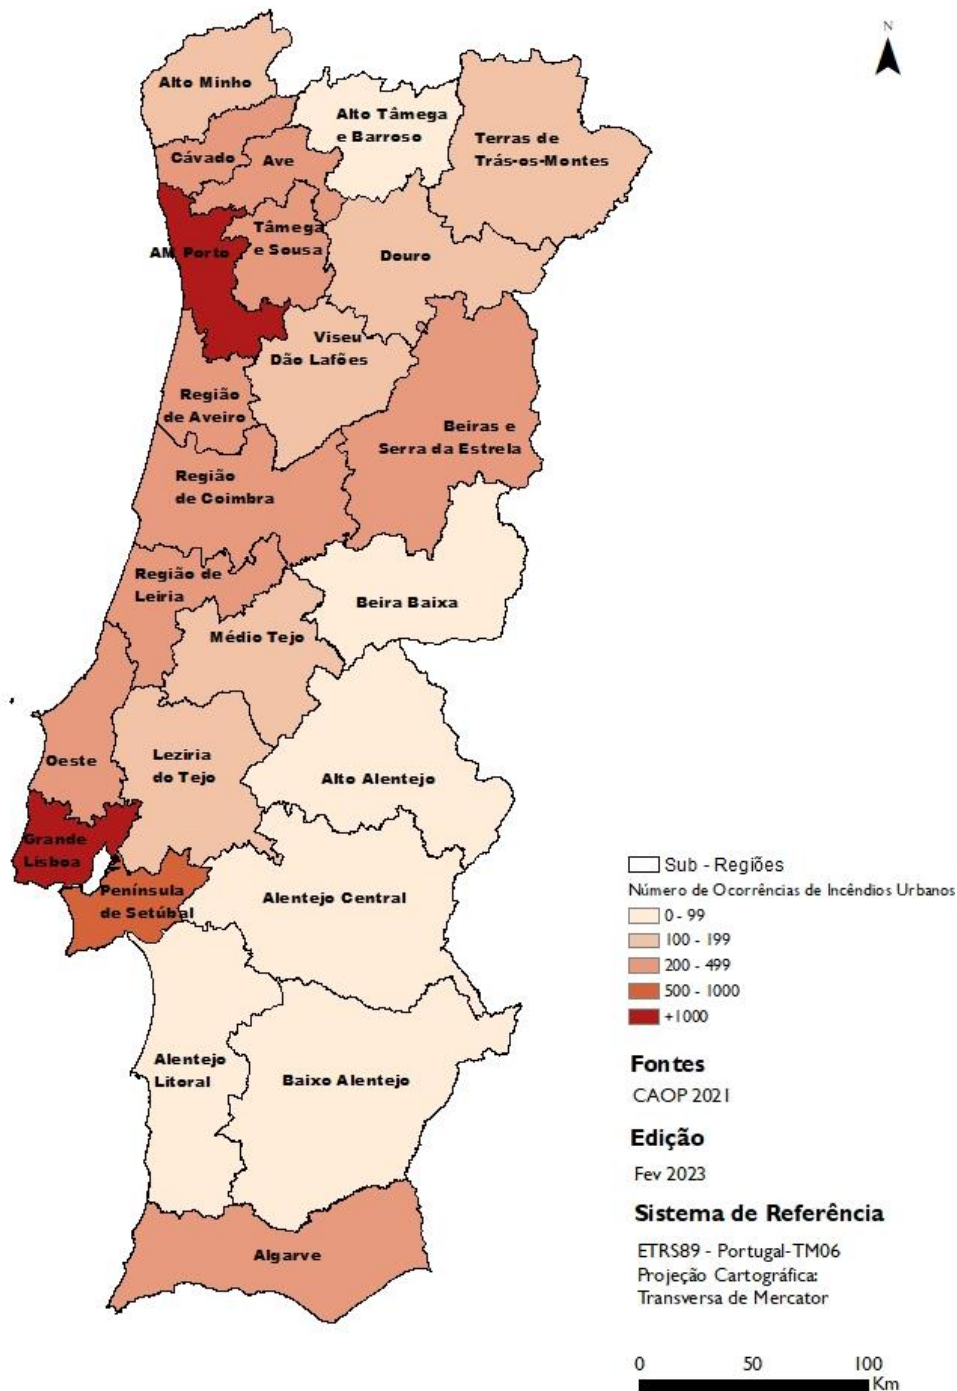 N
Alto Minho
Alto Tâmega
e Barroso
Terras de
Trás-os-Montes
Cávado
Ave
Tâmega
e Sousa
AM Porto
Douro
Viseu
Dão Lafões
Região
de Aveiro
Beiras e
Serra da Estrela
Região
de Coimbra
Região de
Leiria
Beira Baixa
Médio Tejo
Oeste
Lezíria
do Tejo
Alto Alentejo
Grande
Lisboa
Península
de Setúbal
Alentejo Central
Alentejo
Litoral
Baixo Alentejo
Algarve
Sub - Regiões
Número de Ocorrências de Incêndios Urbanos
0 - 99
100 - 199
200 - 499
500 - 1000
+1000
Fontes
CAOP 2021
Edição
Fev 2023
Sistema de Referência
ETRS89 - Portugal-TM06
Projeção Cartográfica:
Transversa de Mercator
0 50 100
Km